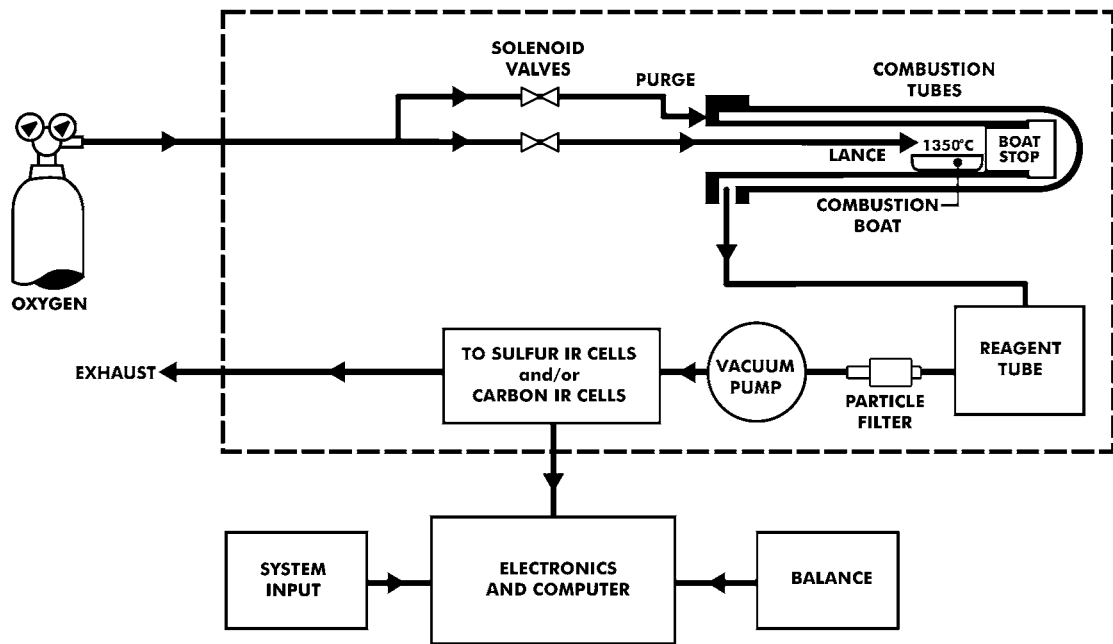 SOLENOID
VALVES
PURGE
COMBUSTION
TUBES
LANCE
1350°C
BOAT
STOP
COMBUSTION
BOAT
OXYGEN
EXHAUST
TO SULFUR IR CELLS
and/or
CARBON IR CELLS
VACUUM
PUMP
PARTICLE
FILTER
REAGENT
TUBE
SYSTEM
INPUT
ELECTRONICS
AND COMPUTER
BALANCE